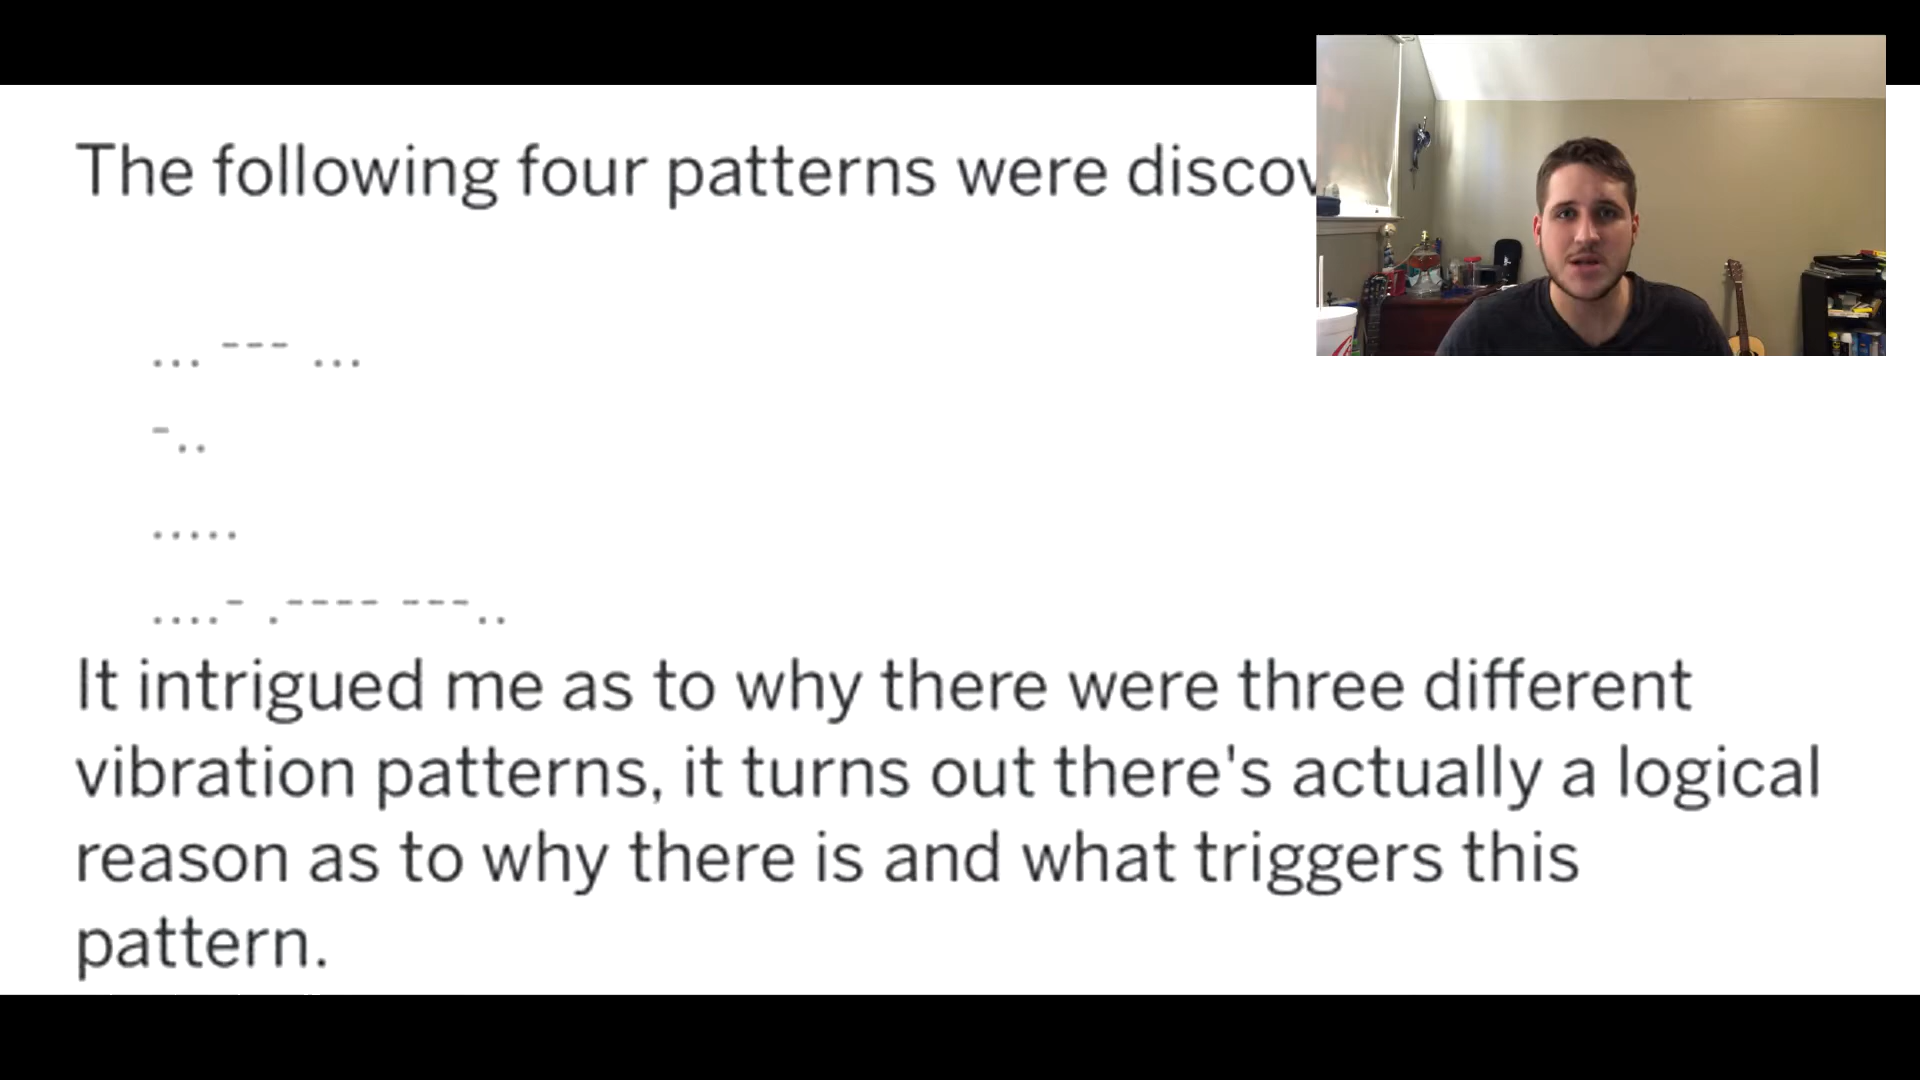 The following four patterns were
... --- ...
-..
.....
....- .---- ---..
It intrigued me as to why there were three different
vibration patterns, it turns out there's actually a logical
reason as to why there is and what triggers this
pattern.